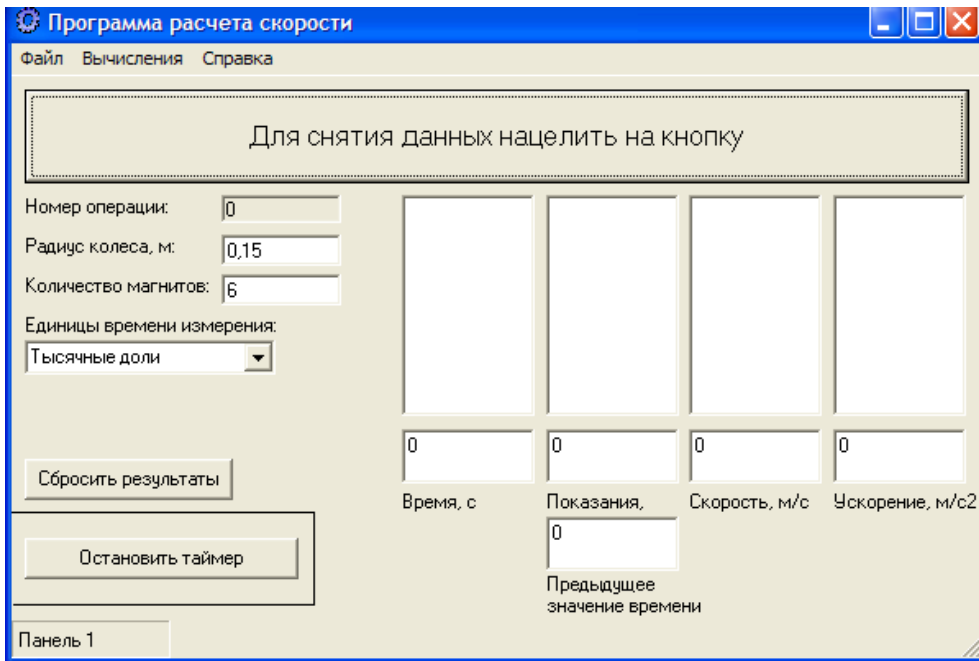 Программа расчета скорости
Файл Вычисления Справка
Для снятия данных нацелить на кнопку
Номер операции: 0
Радиус колеса, м: 0,15
Количество магнитов: 6
Единицы времени измерения:
Тысячные доли
Сбросить результаты
Остановить таймер
0 0 0 0
Время, с Показания, Скорость, м/с Ускорение, м/с2
0
Предыдущее
значение времени
Панель 1